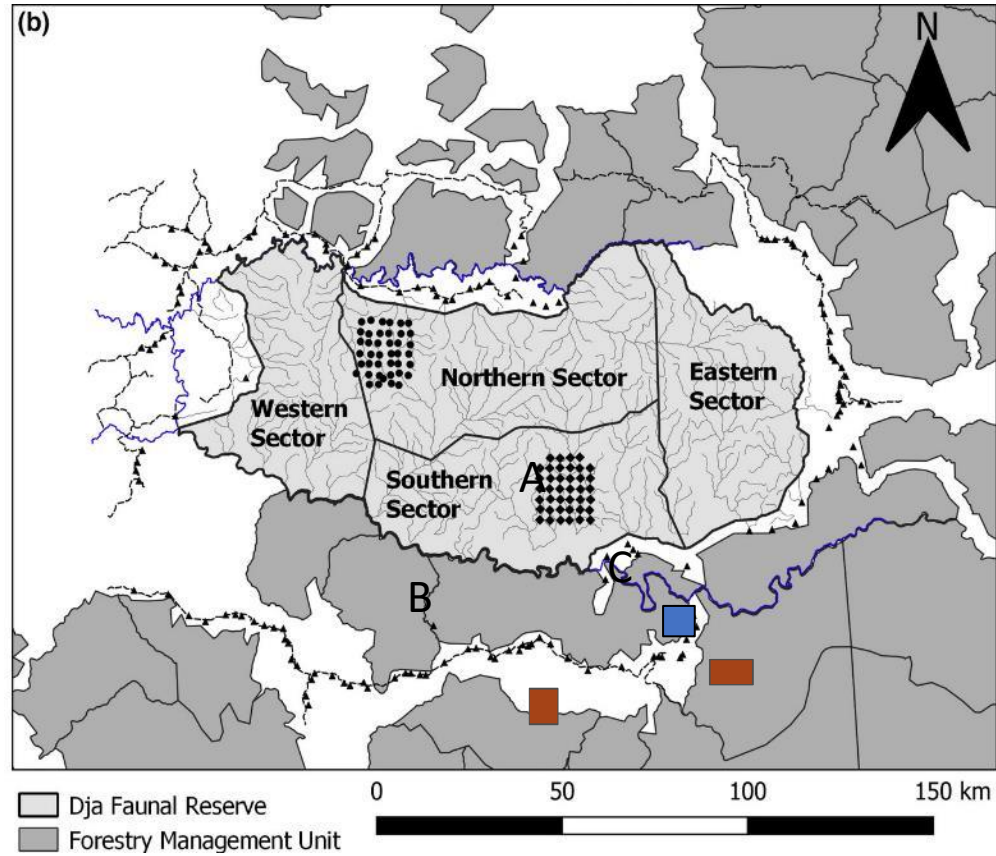 (b)
N
Northern Sector
Eastern
Sector
Western
Sector
Southern
Sector
A
C
B
Dja Faunal Reserve
Forestry Management Unit
0 50 100 150 km